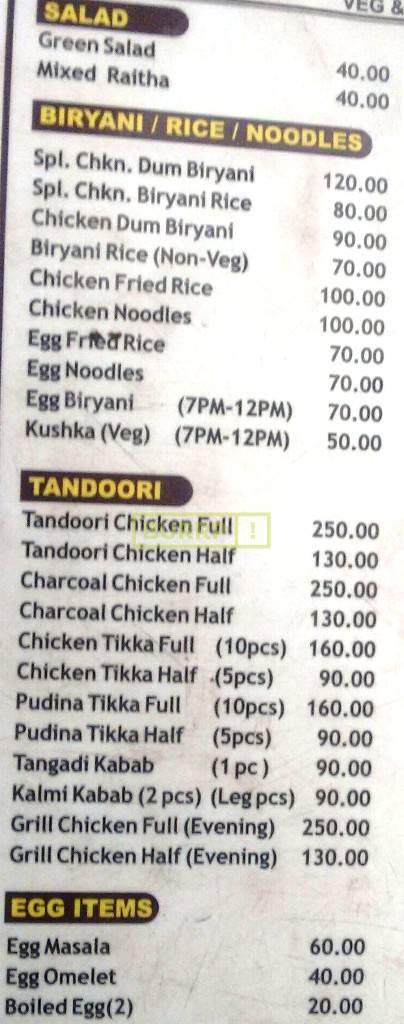 VEG &
SALAD
Green Salad 40.00
Mixed Raitha 40.00
BIRYANI / RICE / NOODLES
Spl. Chkn. Dum Biryani 120.00
Spl. Chkn. Biryani Rice 80.00
Chicken Dum Biryani 90.00
Biryani Rice (Non-Veg) 70.00
Chicken Fried Rice 100.00
Chicken Noodles 100.00
Egg Fried Rice 70.00
Egg Noodles 70.00
Egg Biryani (7PM-12PM) 70.00
Kushka (Veg) (7PM-12PM) 50.00
TANDOORI
Tandoori Chicken Full 250.00
BURRP !
Tandoori Chicken Half 130.00
Charcoal Chicken Full 250.00
Charcoal Chicken Half 130.00
Chicken Tikka Full (10pcs) 160.00
Chicken Tikka Half (5pcs) 90.00
Pudina Tikka Full (10pcs) 160.00
Pudina Tikka Half (5pcs) 90.00
Tangadi Kabab (1 pc ) 90.00
Kalmi Kabab (2 pcs) (Leg pcs) 90.00
Grill Chicken Full (Evening) 250.00
Grill Chicken Half (Evening) 130.00
EGG ITEMS
Egg Masala 60.00
Egg Omelet 40.00
Boiled Egg(2) 20.00